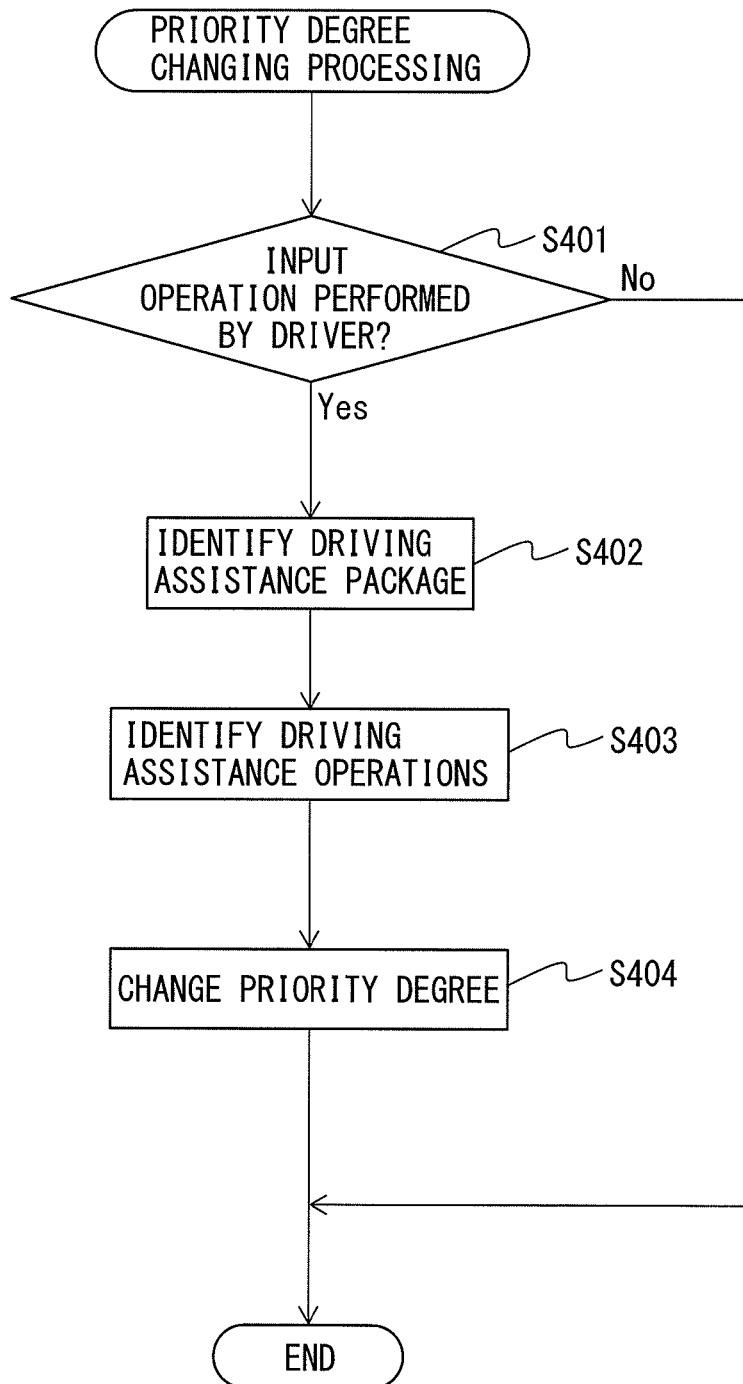 PRIORITY DEGREE
CHANGING PROCESSING
S401
INPUT
OPERATION PERFORMED
BY DRIVER?
No
Yes
IDENTIFY DRIVING
ASSISTANCE PACKAGE
S402
IDENTIFY DRIVING
ASSISTANCE OPERATIONS
S403
CHANGE PRIORITY DEGREE
S404
END